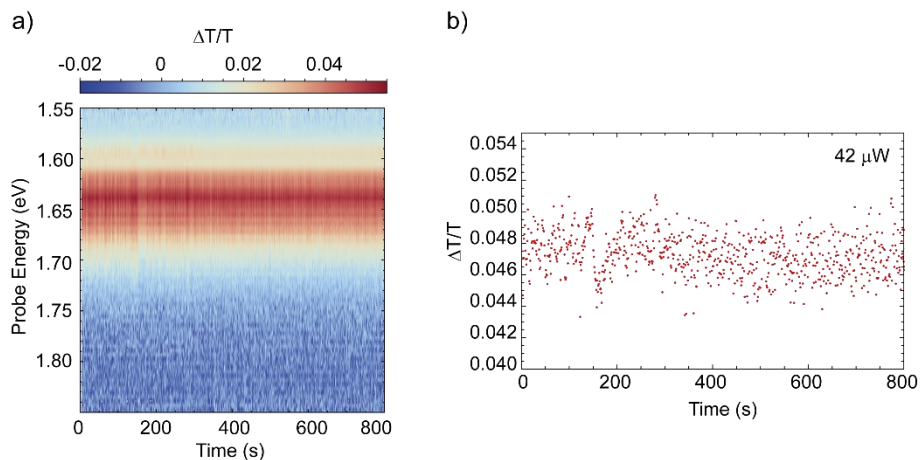 a)
ΔT/T
-0.02 0 0.02 0.04
1.55
1.60
1.65
1.70
1.75
1.80
Probe Energy (eV)
0 200 400 600 800
Time (s)
b)
42 μW
0.054
0.052
0.050
0.048
0.046
0.044
0.042
0.040
ΔT/T
0 200 400 600 800
Time (s)